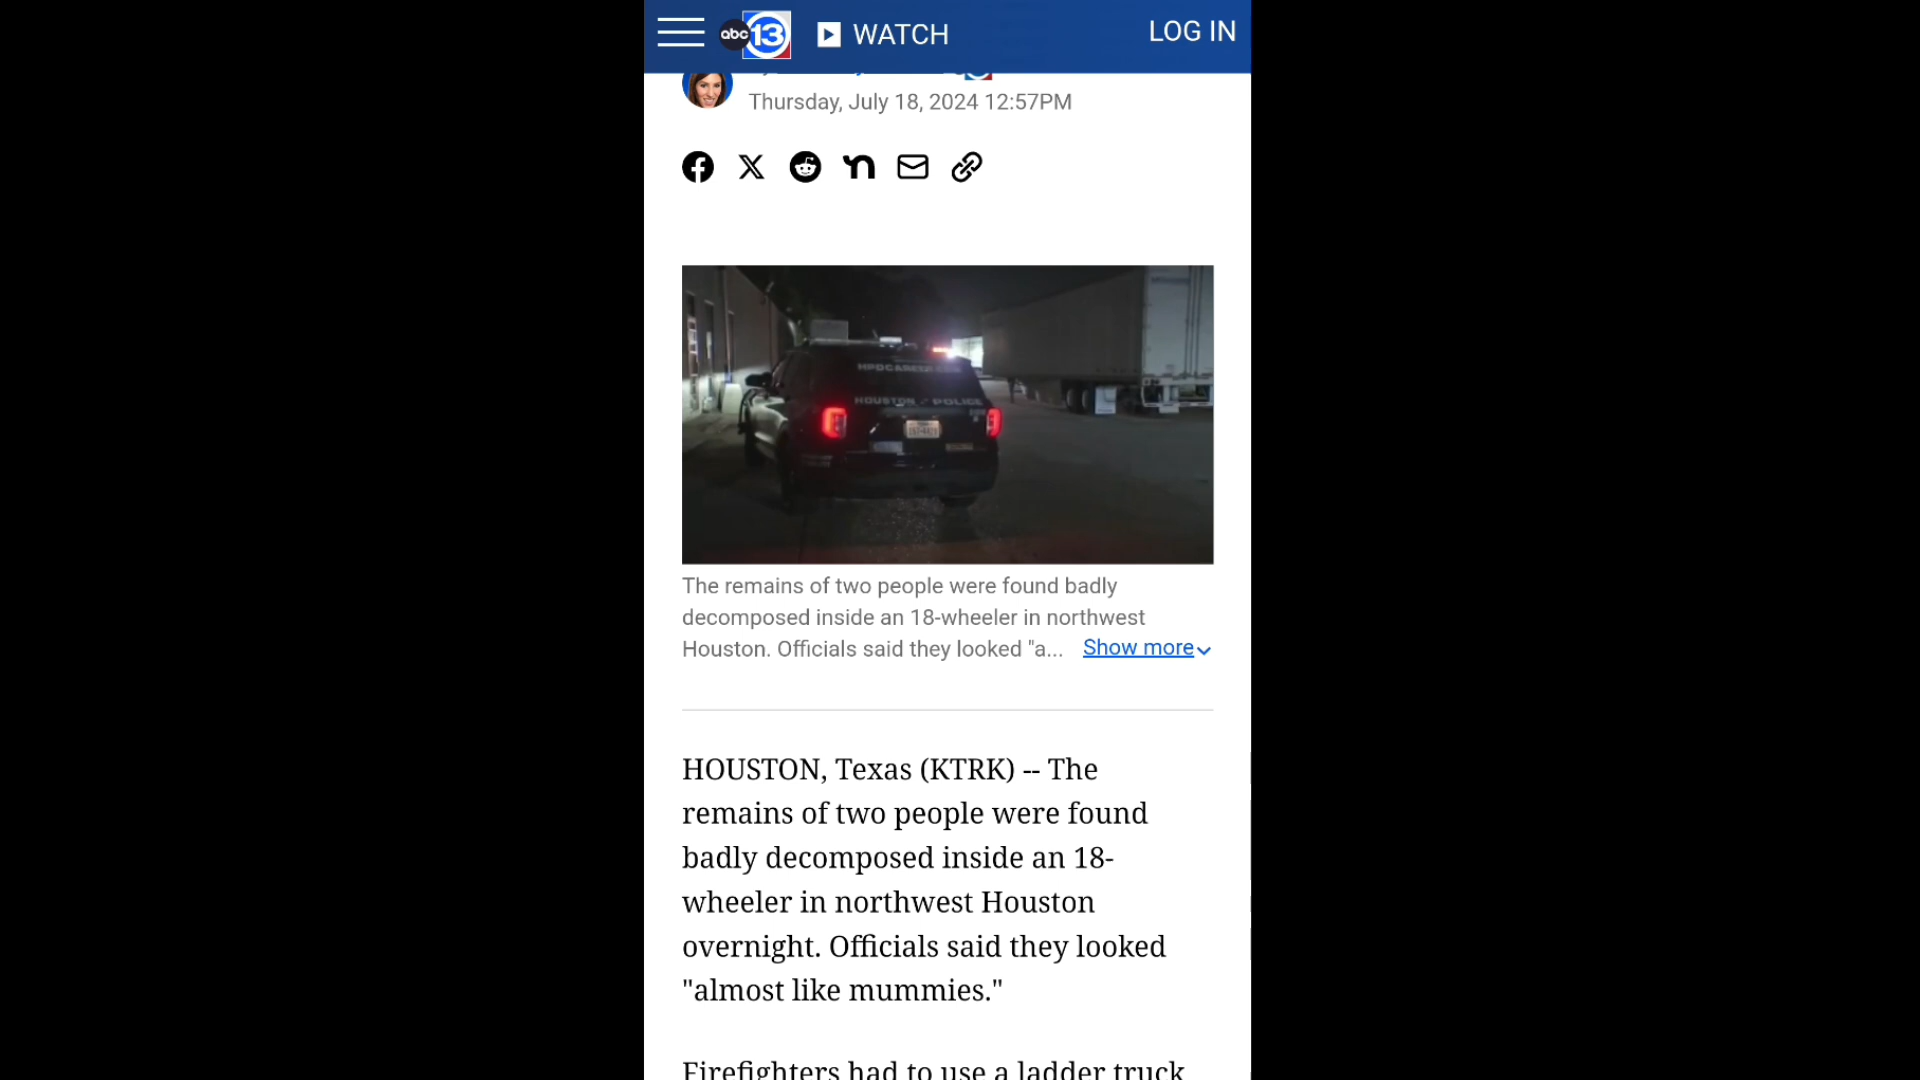 abc 13 WATCH LOG IN
Thursday, July 18, 2024 12:57PM
HOUSTON POLICE
The remains of two people were found badly
decomposed inside an 18-wheeler in northwest
Houston. Officials said they looked "a... Show more
HOUSTON, Texas (KTRK) -- The
remains of two people were found
badly decomposed inside an 18-
wheeler in northwest Houston
overnight. Officials said they looked
"almost like mummies."
Firefighters had to use a ladder truck